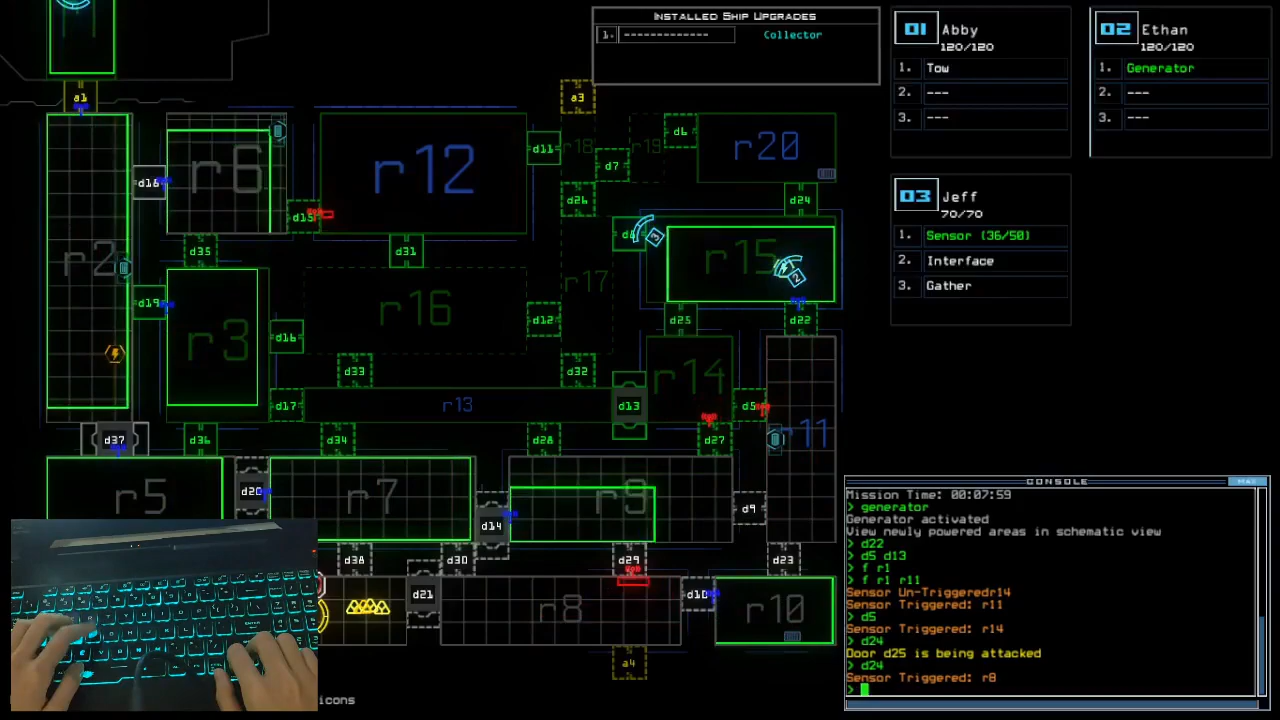 Installed Ship Upgrades
1. ------------- Collector
01 Abby
120/120
1. Tow
2. ---
3. ---
02 Ethan
120/120
1. Generator
2. ---
3. ---
03 Jeff
70/70
1. Sensor (36/50)
2. Interface
3. Gather
a1
a3
d6
r20
r6
r12
d11
r18
r19
d7
d18
d26
d24
d15
d35
d31
r15
3
2
r2
r17
d19
r3
r16
d16
d12
d25
d22
d33
d32
r14
d17
r13
d13
d5
r11
d37
d36
d34
d28
d27
r5
d20
r7
d14
r9
d9
d38
d30
d29
d23
d21
r8
d10
r10
a4
icons
CONSOLE
MAX
Mission Time: 00:07:59
> generator
Generator activated
View newly powered areas in schematic view
> d22
> d5 d13
> f r1
> f r1 r11
Sensor Un-Triggeredr14
Sensor Triggered: r11
> d5
Sensor Triggered: r14
> d24
Door d25 is being attacked
> d24
Sensor Triggered: r8
>